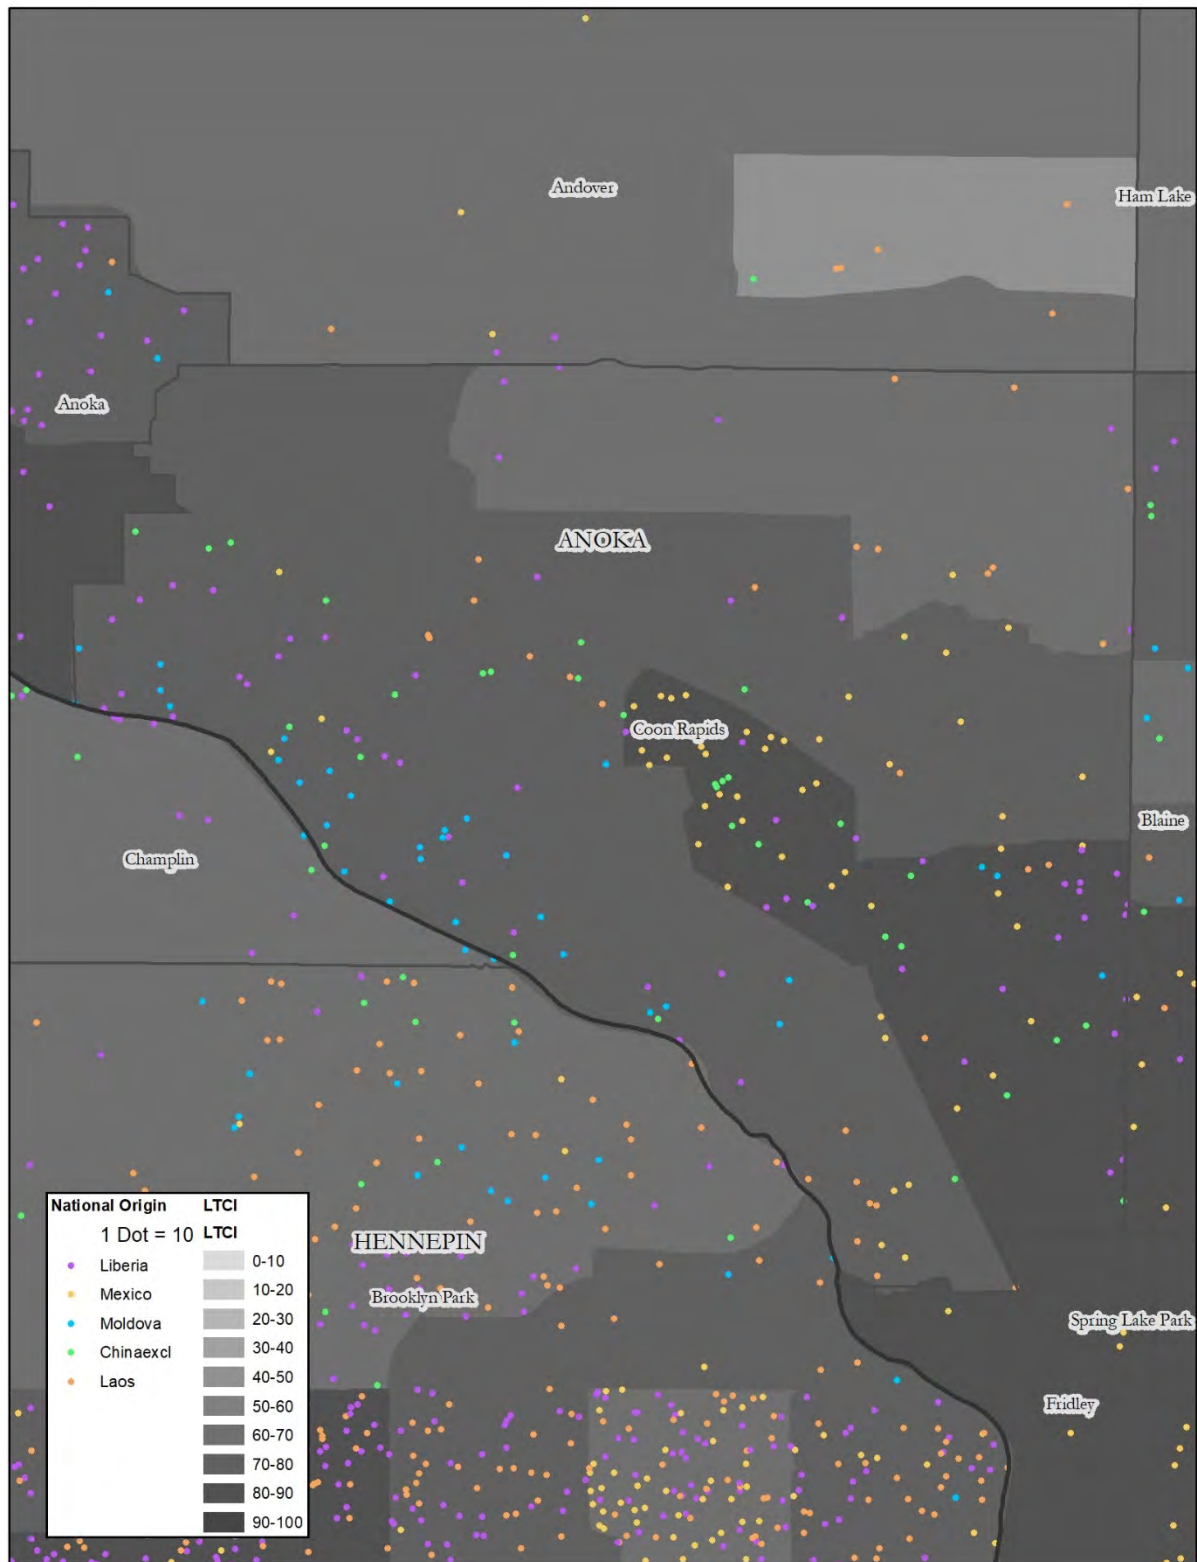 Andover
Ham Lake
Anoka
ANOKA
Coon Rapids
Blaine
Champlin
National Origin
LTCI
1 Dot = 10
LTCI
Liberia
Mexico
Moldova
Chinaexcl
Laos
0-10
10-20
20-30
30-40
40-50
50-60
60-70
70-80
80-90
90-100
HENNEPIN
Brooklyn Park
Spring Lake Park
Fridley